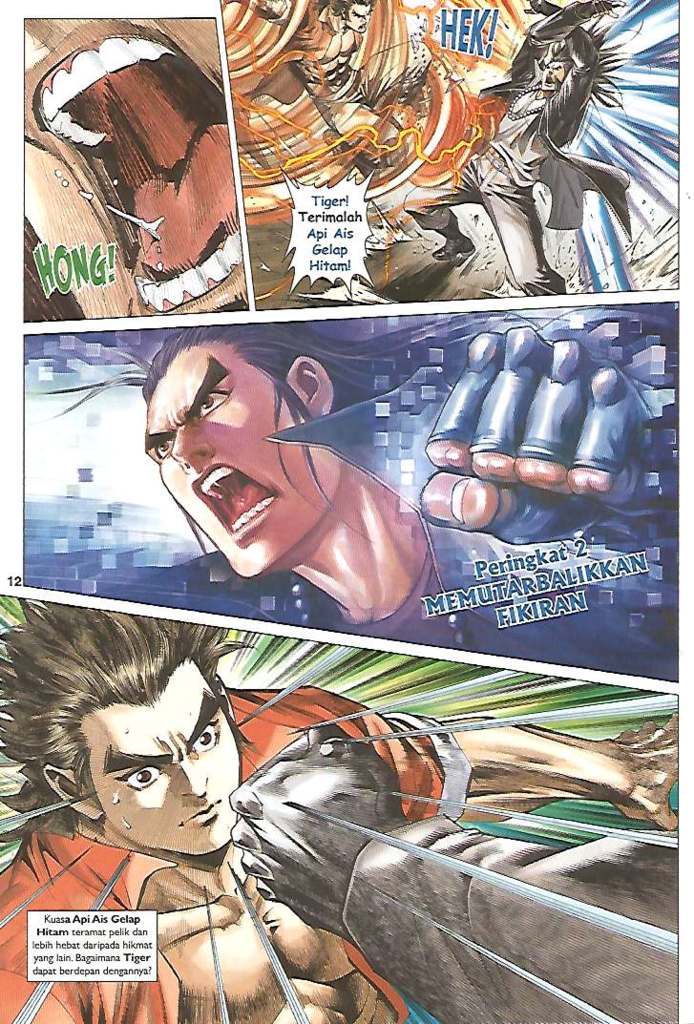 HONG!
HEK!
Tiger!
Terimalah
Api Ais
Gelap
Hitam!
Peringkat 2
MEMUTARBALIKKAN
FIKIRAN
12
Kuasa Api Ais Gelap
Hitam teramat pelik dan
lebih hebat daripada hikmat
yang lain. Bagaimana Tiger
dapat berdepan dengannya?